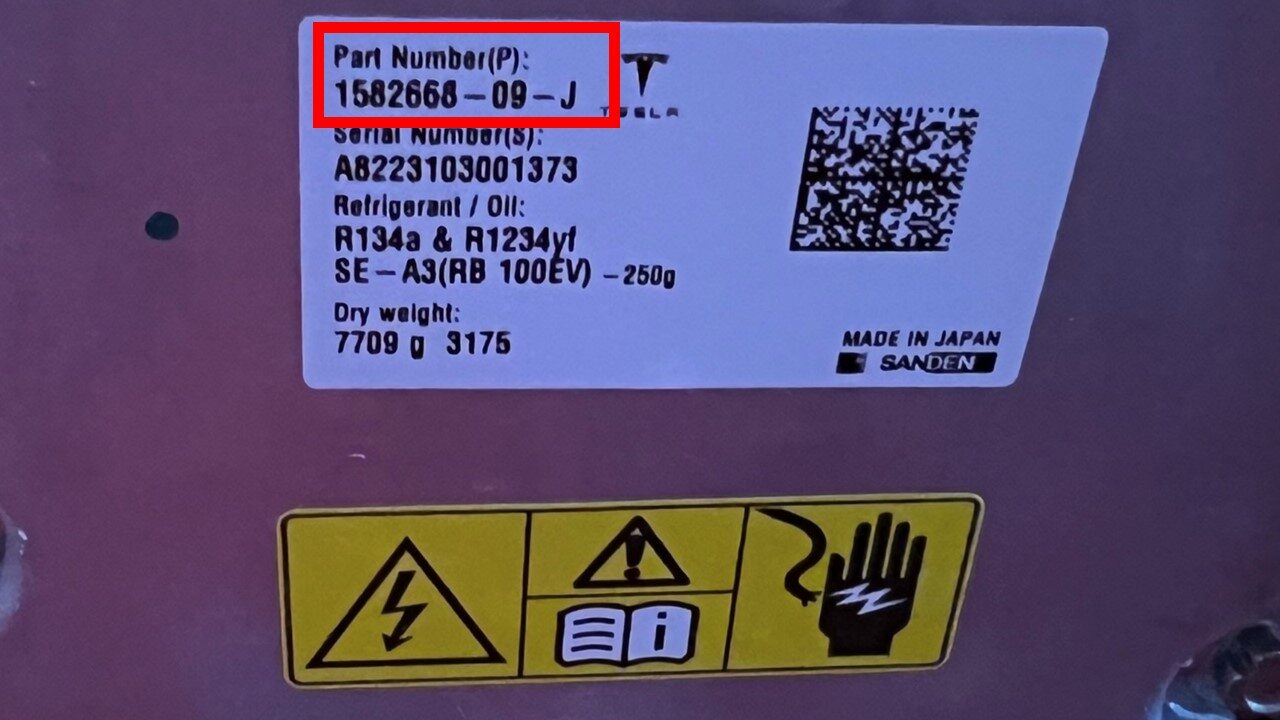 Part Number(P):
1582668-09-J
TESLA
Serial Number(S):
A8223103001373
Refrigerant / Oil:
R134a & R1234yf
SE-A3(RB 100EV) -250g
Dry weight:
7709 g 3175
MADE IN JAPAN
SANDEN
i